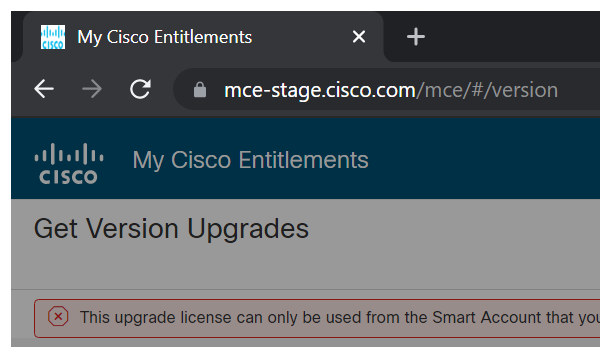 CISCO
My Cisco Entitlements
mce-stage.cisco.com/mce/#/version
CISCO
My Cisco Entitlements
Get Version Upgrades
This upgrade license can only be used from the Smart Account that you